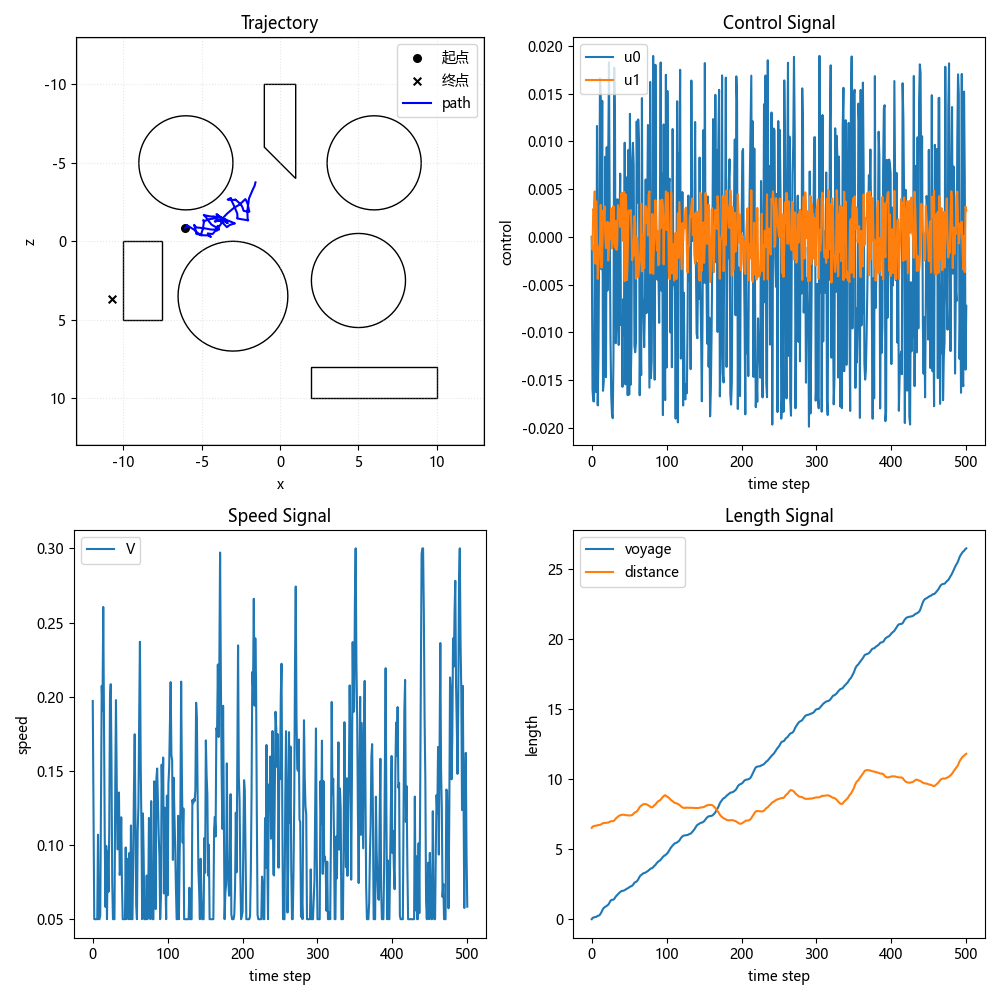 Trajectory
起点
终点
path
-10
-5
0
5
10
z
-10 -5 0 5 10
x
Control Signal
u0
u1
0.020
0.015
0.010
0.005
0.000
-0.005
-0.010
-0.015
-0.020
control
0 100 200 300 400 500
time step
Speed Signal
V
0.30
0.25
0.20
0.15
0.10
0.05
speed
0 100 200 300 400 500
time step
Length Signal
voyage
distance
25
20
15
10
5
0
length
0 100 200 300 400 500
time step